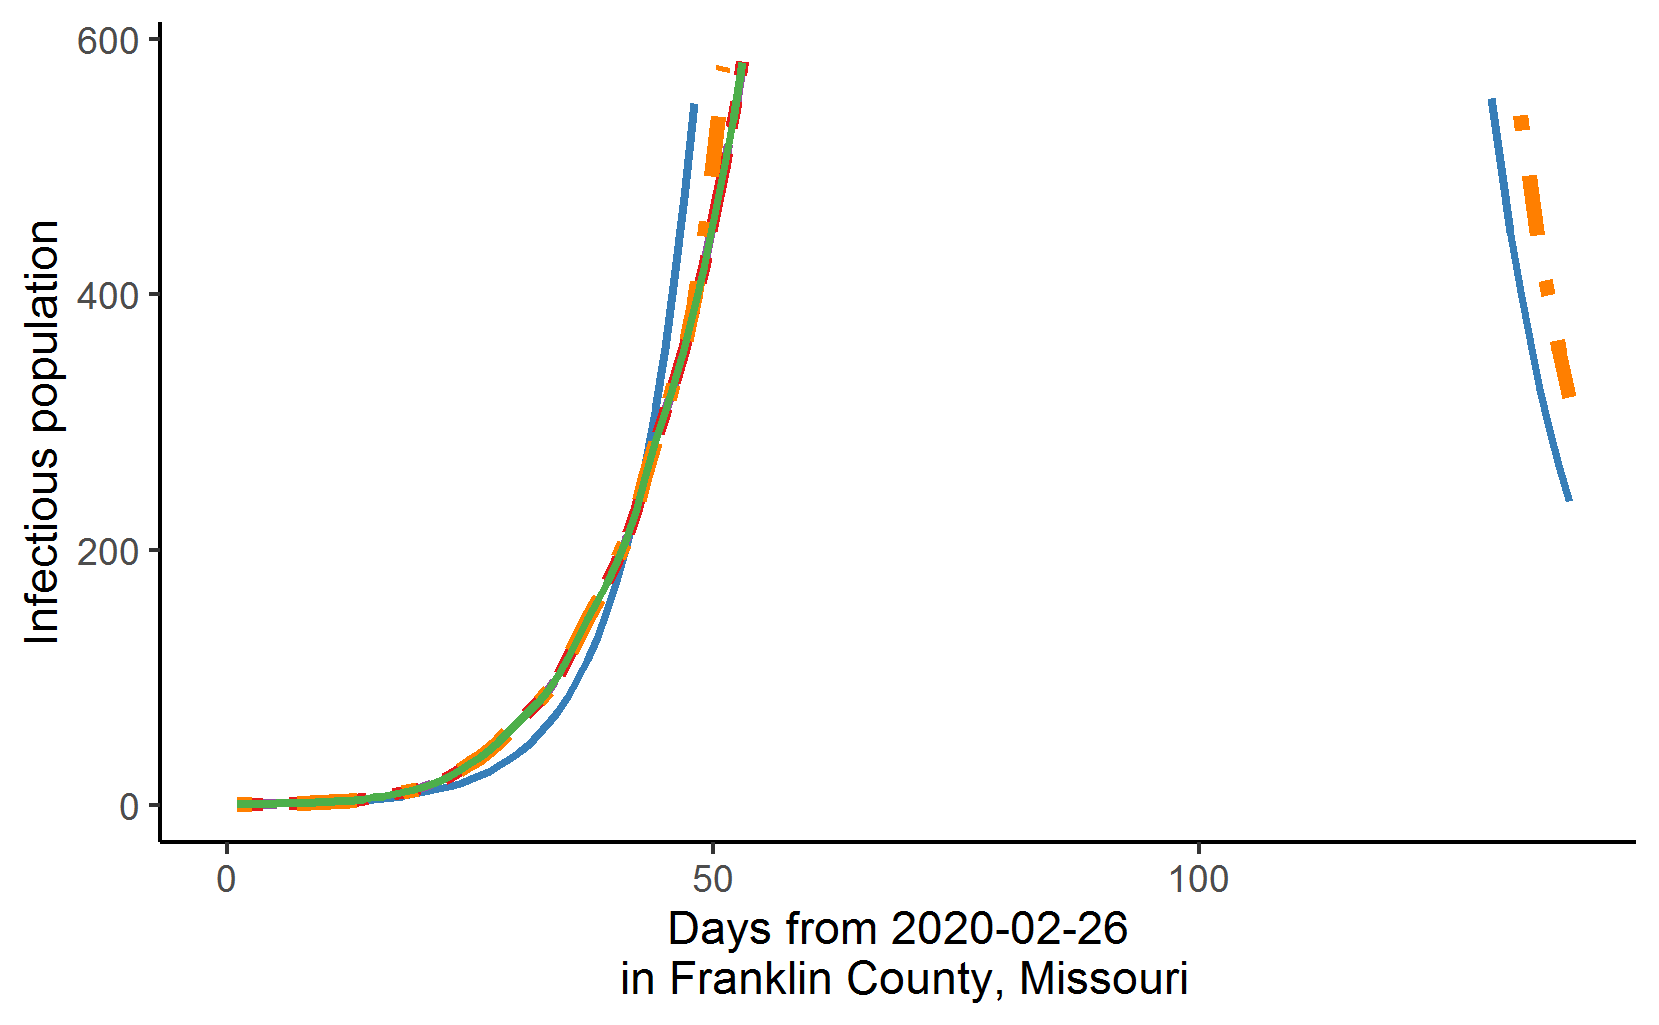 Infectious population
600
400
200
0
0 50 100
Days from 2020-02-26
in Franklin County, Missouri